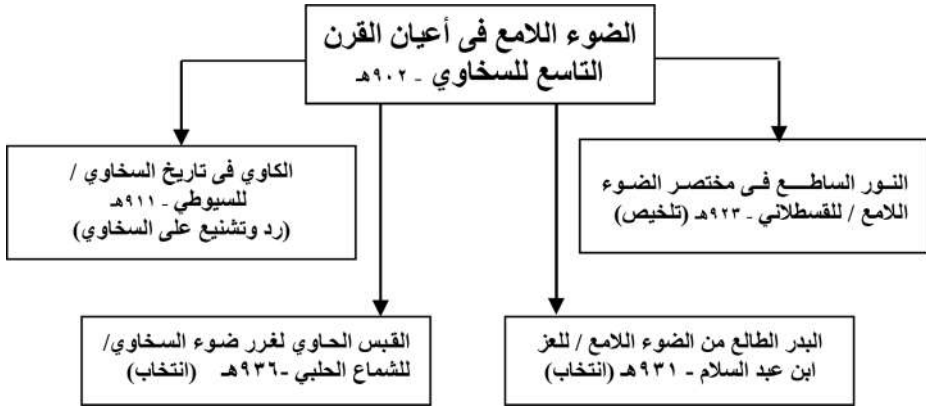 الضوء اللامع فى أعيان القرن
التاسع للسخاوي - ٩٠٢هـ
النـور الساطـــــع فـى مختصـر الضـوء
اللامع / للقسطلاني - ٩٢٣هـ (تلخيص)
الكاوي فى تاريخ السخاوي /
للسيوطي - ٩١١هـ
(رد وتشنيع على السخاوي)
البدر الطالع من الضوء اللامع / للعز
ابن عبد السلام - ٩٣١هـ (انتخاب)
القبس الحاوي لغرر ضوء السخاوي/
للشماع الحلبي -٩٣٦هـ (انتخاب)